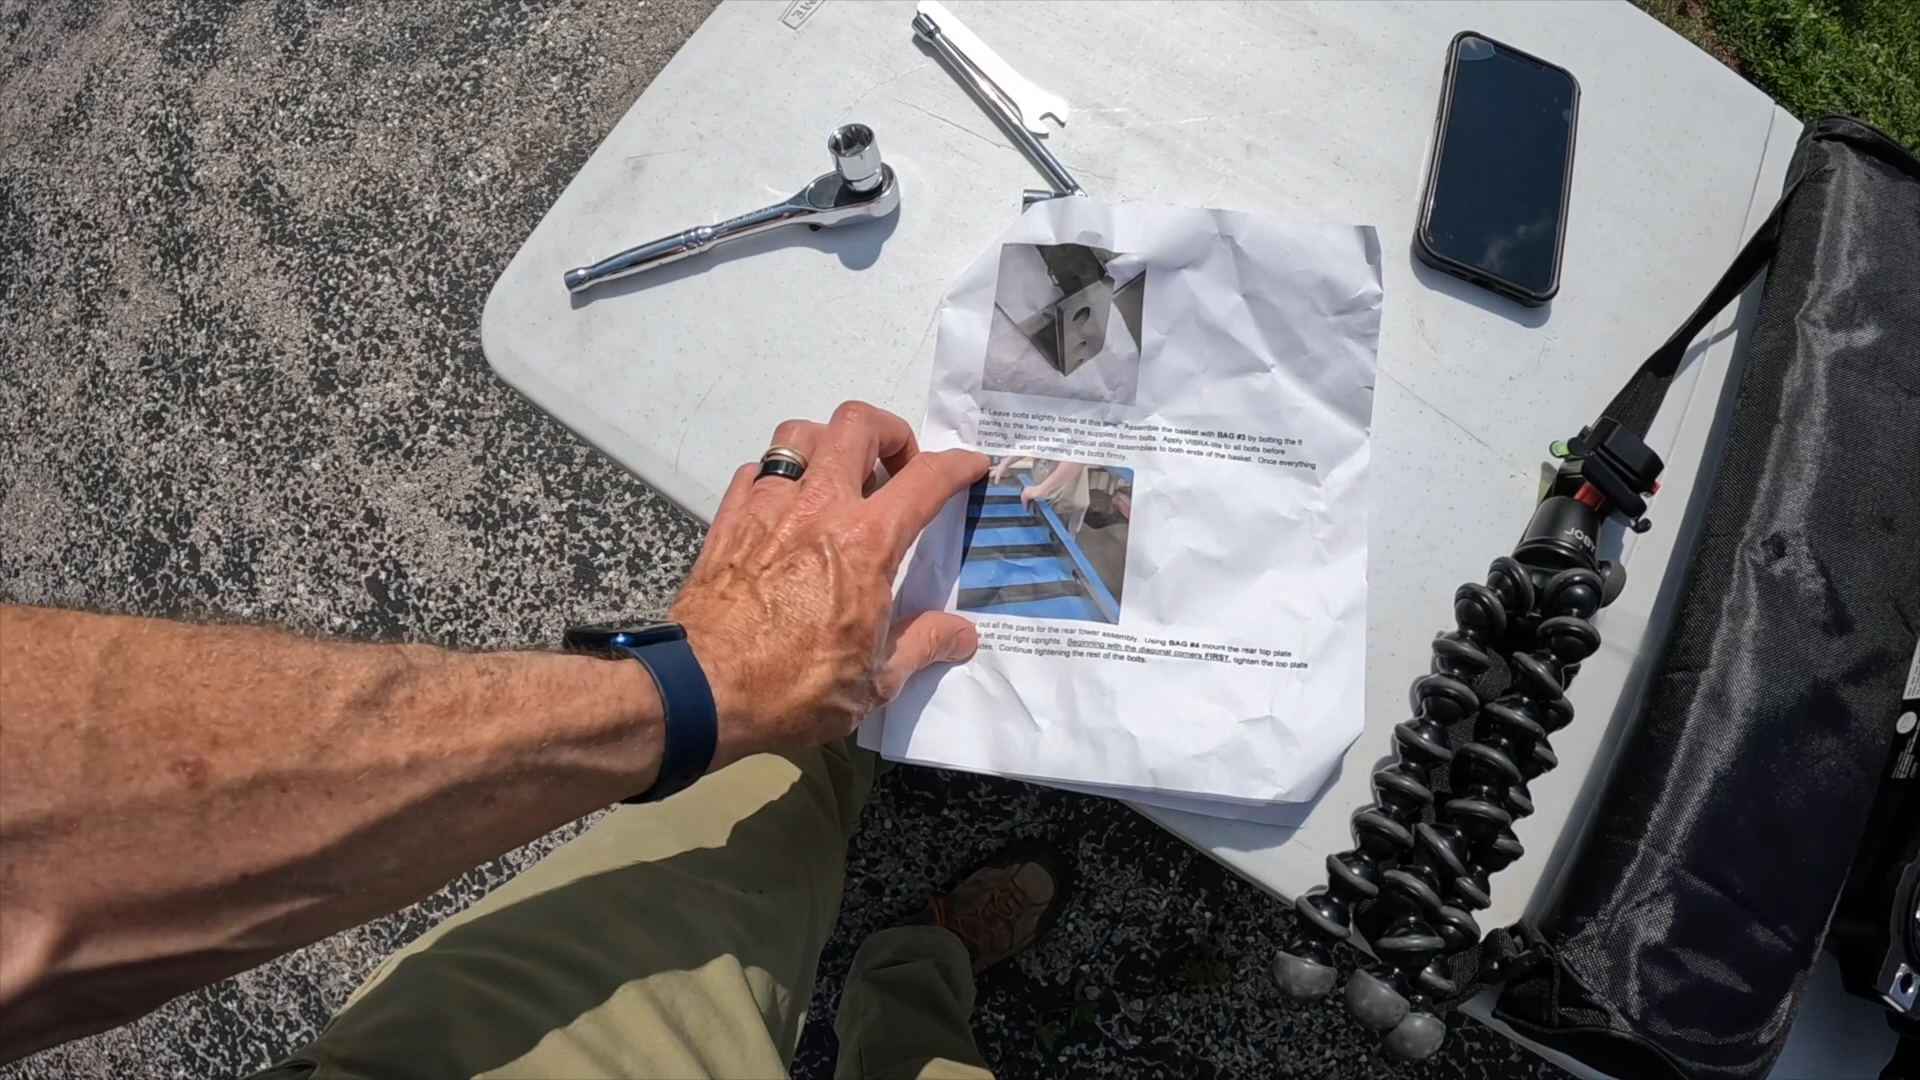 5. Leave bolts slightly loose at this time. Assemble the basket with BAG #3 by bolting the 6
planks to the two rails with the supplied 6mm bolts. Apply VIBRA-tite to all bolts before
inserting. Mount the two identical slide assemblies to both ends of the basket. Once everything
is fastened, start tightening the bolts firmly.
out all the parts for the rear tower assembly. Using BAG #4 mount the rear top plate
left and right uprights. Beginning with the diagonal corners FIRST, tighten the top plate
Continue tightening the rest of the bolts.
JOBY